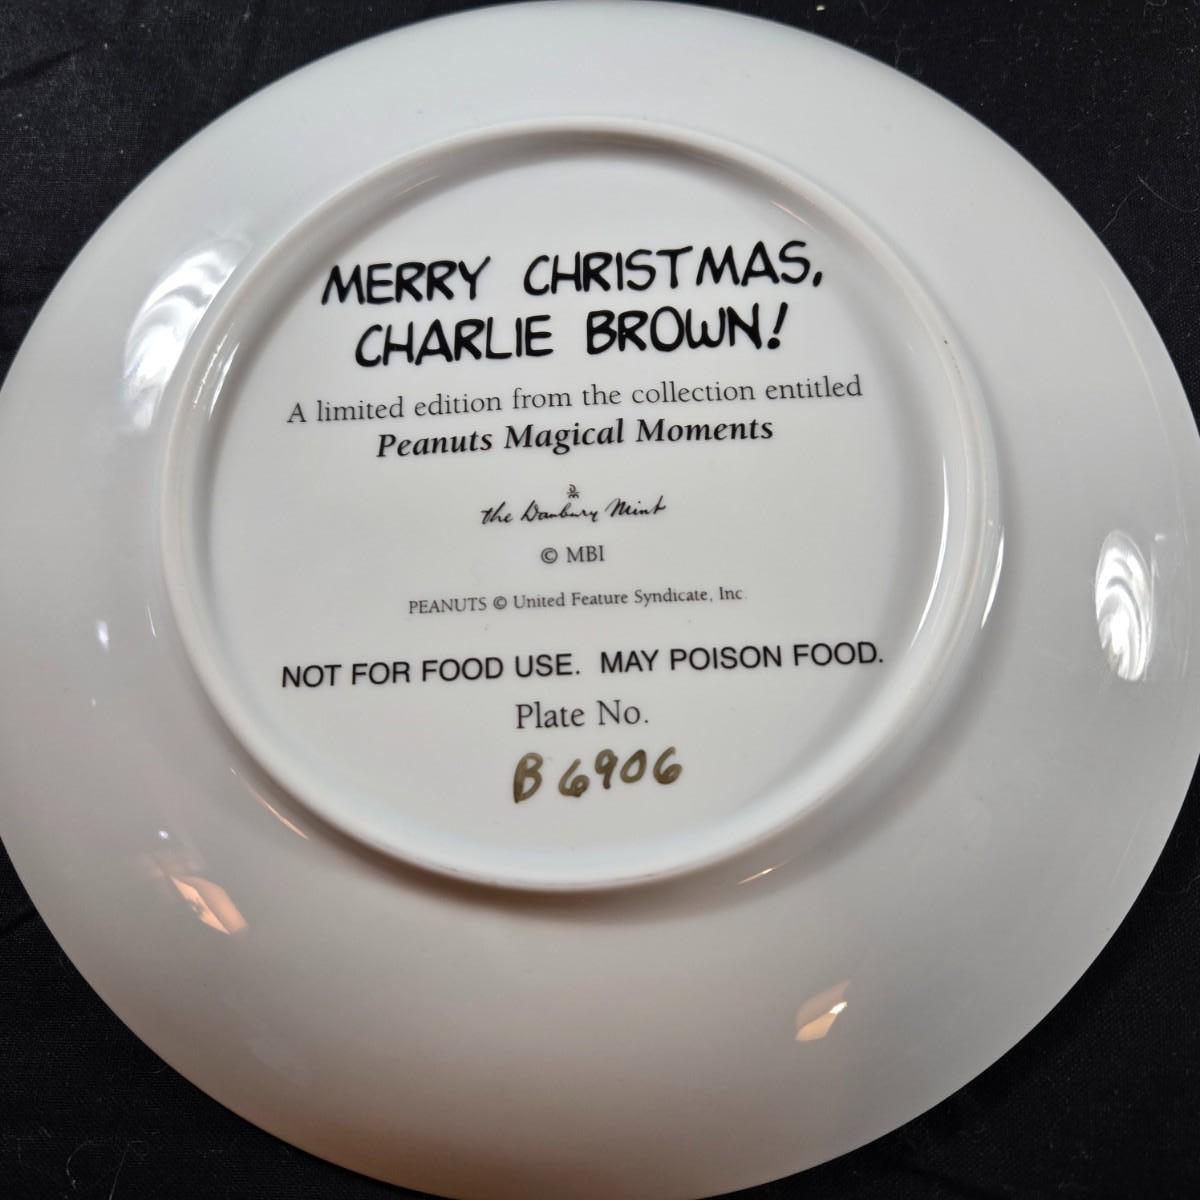 MERRY CHRISTMAS,
CHARLIE BROWN!
A limited edition from the collection entitled
Peanuts Magical Moments
the Danbury Mint
© MBI
PEANUTS © United Feature Syndicate, Inc.
NOT FOR FOOD USE. MAY POISON FOOD.
Plate No.
B6906